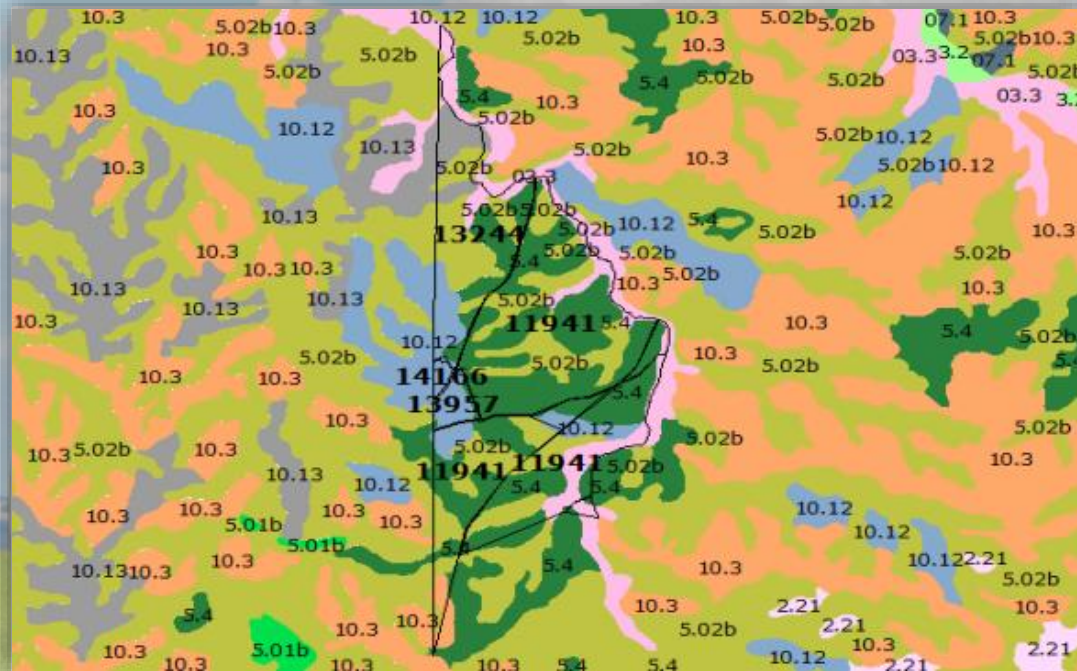 10.3 5.02b 10.3 10.12 10.12 10.3 5.02b 10.3 07.1 10.3
10.13 10.3 5.02b 5.02b 10.3 5.02b 03.3 3.2 5.02b 10.3
5.02b 5.4 5.02b 5.02b 07.1 5.02b
10.3 5.4 10.3 03.3 3.2
10.12 5.02b 5.02b 10.12
10.3 10.13 5.02b 5.02b 10.3 5.02b 10.12
03.3
10.13 5.02b 5.02b 10.12 5.4 10.12
13244 5.02b 5.02b 10.3
10.3 5.4 5.02b 5.02b 5.02b
10.3 10.3 5.02b
10.13 10.13 10.13 5.02b 10.3 10.3
10.3 11941 5.4 10.3 5.4 5.02b
10.12 10.3
5.02b 5.02b 5.02b 5.4
10.3 10.3 14166
13957 5.4
10.3 10.12 5.02b
10.3 5.02b 10.3 5.02b 5.02b 10.3
10.13 11941 11941 5.02b
10.12 5.4 5.4
10.3 10.3 10.3 10.12
5.01b 10.3 10.12
5.01b 5.4
10.13 10.3 10.3 5.4 10.3 10.12 2.21
5.02b
5.4 10.3 10.3 2.21 10.3
10.3 5.02b 2.21
10.3 5.01b 10.3 10.12 10.3 2.21
10.3 10.3 10.3 5.4 5.4 2.21